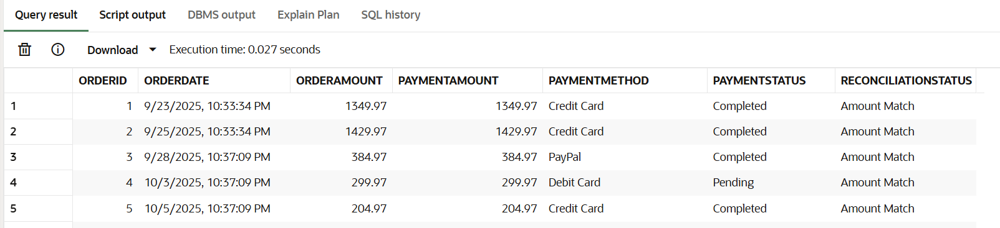 Query result Script output DBMS output Explain Plan SQL history
Download Execution time: 0.027 seconds
ORDERID ORDERDATE ORDERAMOUNT PAYMENTAMOUNT PAYMENTMETHOD PAYMENTSTATUS RECONCILIATIONSTATUS
1 1 9/23/2025, 10:33:34 PM 1349.97 1349.97 Credit Card Completed Amount Match
2 2 9/25/2025, 10:33:34 PM 1429.97 1429.97 Credit Card Completed Amount Match
3 3 9/28/2025, 10:37:09 PM 384.97 384.97 PayPal Completed Amount Match
4 4 10/3/2025, 10:37:09 PM 299.97 299.97 Debit Card Pending Amount Match
5 5 10/5/2025, 10:37:09 PM 204.97 204.97 Credit Card Completed Amount Match